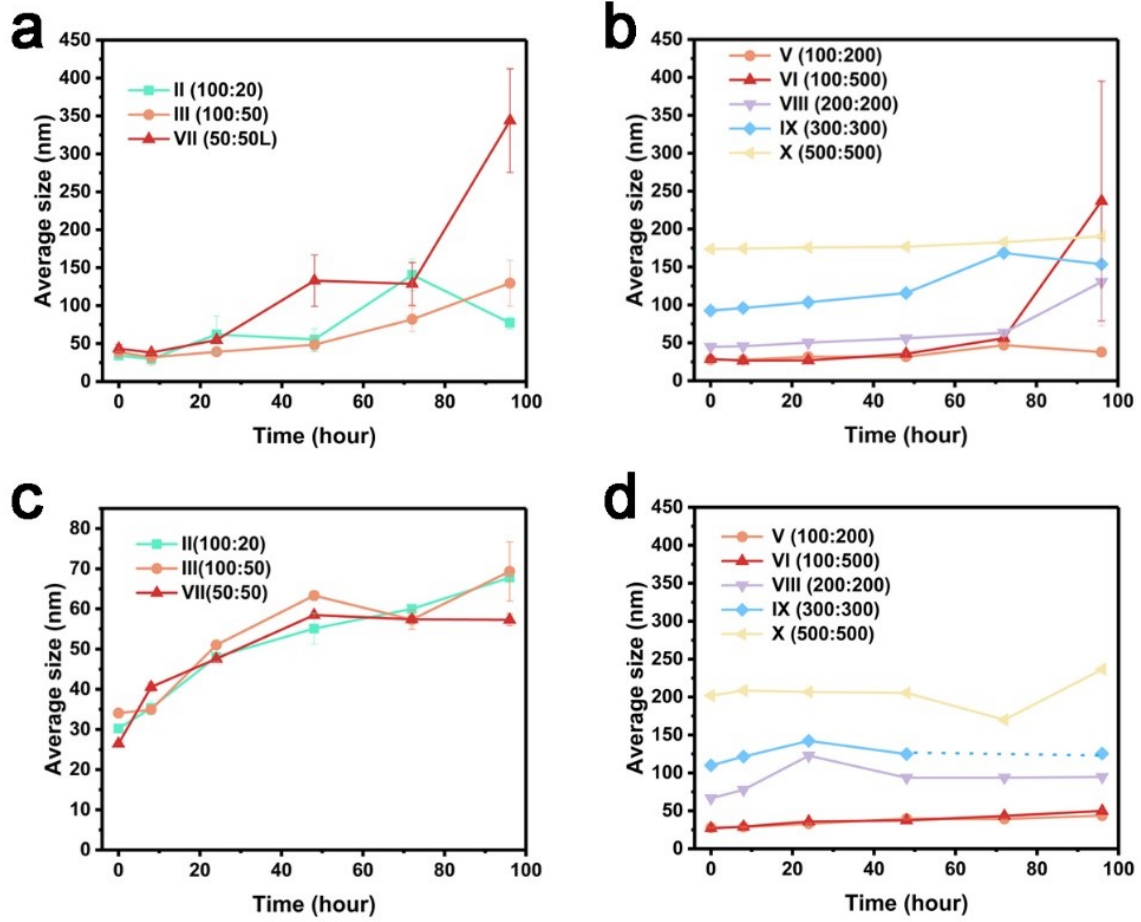 a
450
400
350
300
250
200
150
100
50
0
Average size (nm)
II (100:20)
III (100:50)
VII (50:50L)
0 20 40 60 80 100
Time (hour)
b
450
400
350
300
250
200
150
100
50
0
Average size (nm)
V (100:200)
VI (100:500)
VIII (200:200)
IX (300:300)
X (500:500)
0 20 40 60 80 100
Time (hour)
c
80
70
60
50
40
30
20
10
0
Average size (nm)
II(100:20)
III(100:50)
VII(50:50)
0 20 40 60 80 100
Time (hour)
d
450
400
350
300
250
200
150
100
50
0
Average size (nm)
V (100:200)
VI (100:500)
VIII (200:200)
IX (300:300)
X (500:500)
0 20 40 60 80 100
Time (hour)